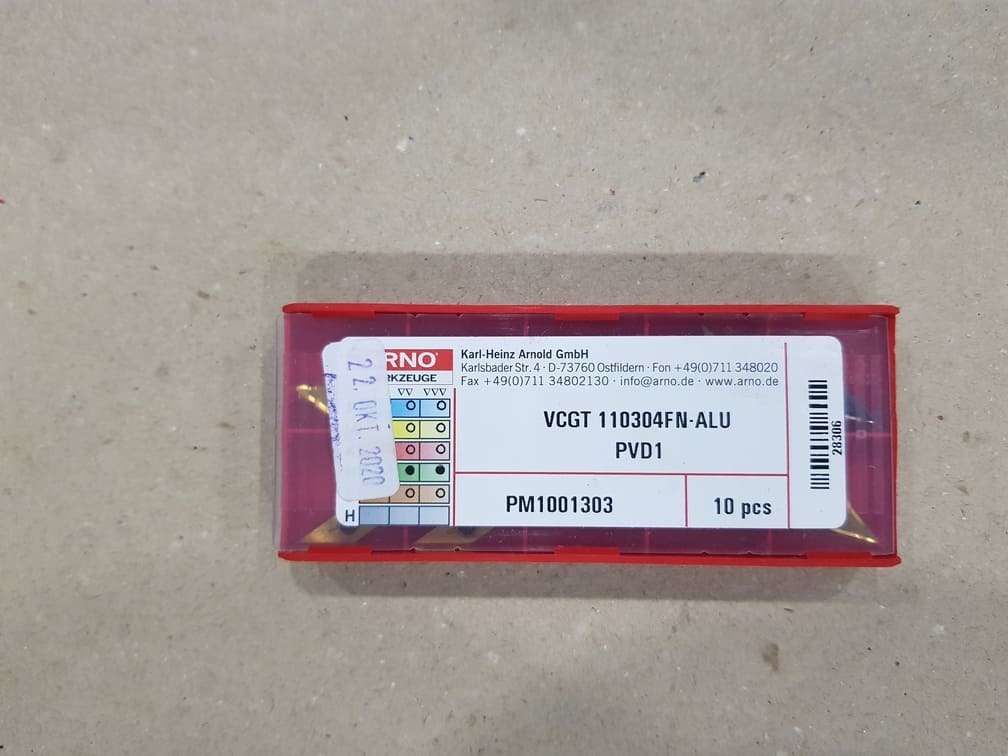 RNO®
RKZEUGE
Karl-Heinz Arnold GmbH
Karlsbader Str. 4 · D-73760 Ostfildern · Fon +49(0)711 348020
Fax +49(0)711 34802130 · info@arno.de · www.arno.de
22. OKT. 2020
VCGT 110304FN-ALU
PVD1
H
PM1001303
10 pcs
28306